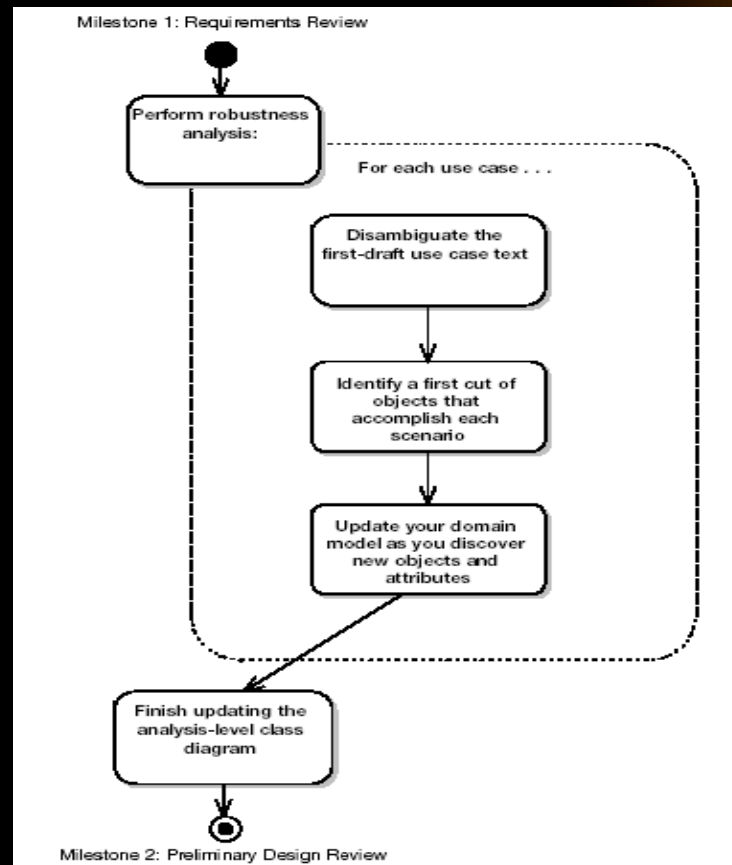 Milestone 1: Requirements Review
Perform robustness
analysis:
For each use case . . .
Disambiguate the
first-draft use case text
Identify a first cut of
objects that
accomplish each
scenario
Update your domain
model as you discover
new objects and
attributes
Finish updating the
analysis-level class
diagram
Milestone 2: Preliminary Design Review